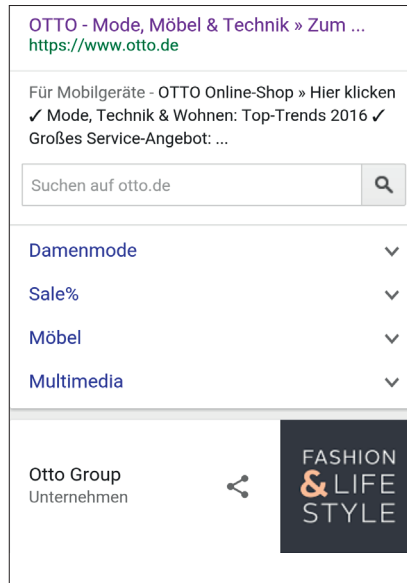 OTTO - Mode, Möbel & Technik » Zum ...
https://www.otto.de
Für Mobilgeräte - OTTO Online-Shop » Hier klicken
✓ Mode, Technik & Wohnen: Top-Trends 2016 ✓
Großes Service-Angebot: ...
Suchen auf otto.de
Damenmode
Sale%
Möbel
Multimedia
Otto Group
Unternehmen
FASHION
& LIFE
STYLE